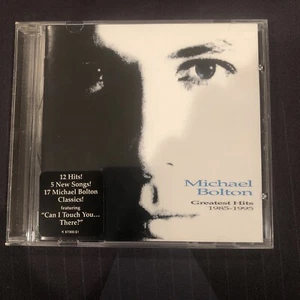 Michael
Bolton
Greatest Hits
1985-1995
12 Hits!
5 New Songs!
17 Michael Bolton
Classics!
featuring
"Can I Touch You...
There?"